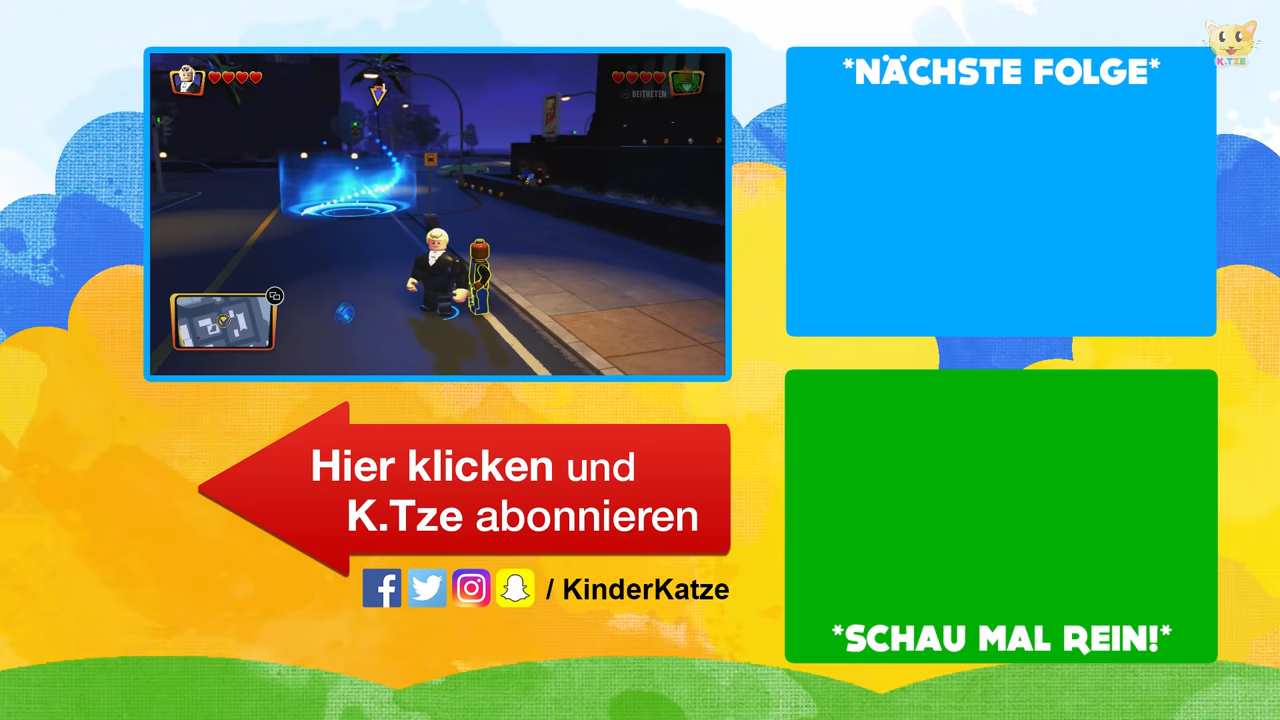 BEITRETEN
*NÄCHSTE FOLGE*
K.TZE
Hier klicken und
K.Tze abonnieren
/ KinderKatze
*SCHAU MAL REIN!*